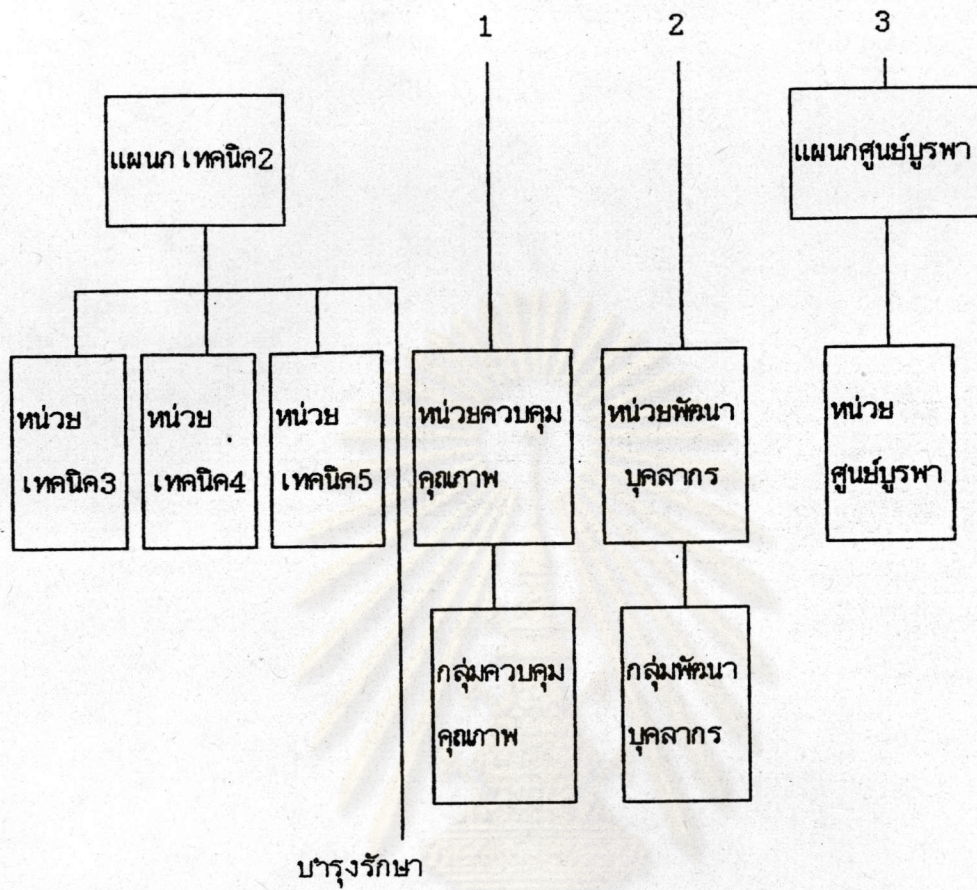 1
2
3
แผนก เทคนิค2
แผนกศูนย์บูรพา
หน่วย
เทคนิค3
หน่วย
เทคนิค4
หน่วย
เทคนิค5
หน่วยควบคุม
คุณภาพ
หน่วยพัฒนา
บุคลากร
หน่วย
ศูนย์บูรพา
กลุ่มควบคุม
คุณภาพ
กลุ่มพัฒนา
บุคลากร
บำรุงรักษา